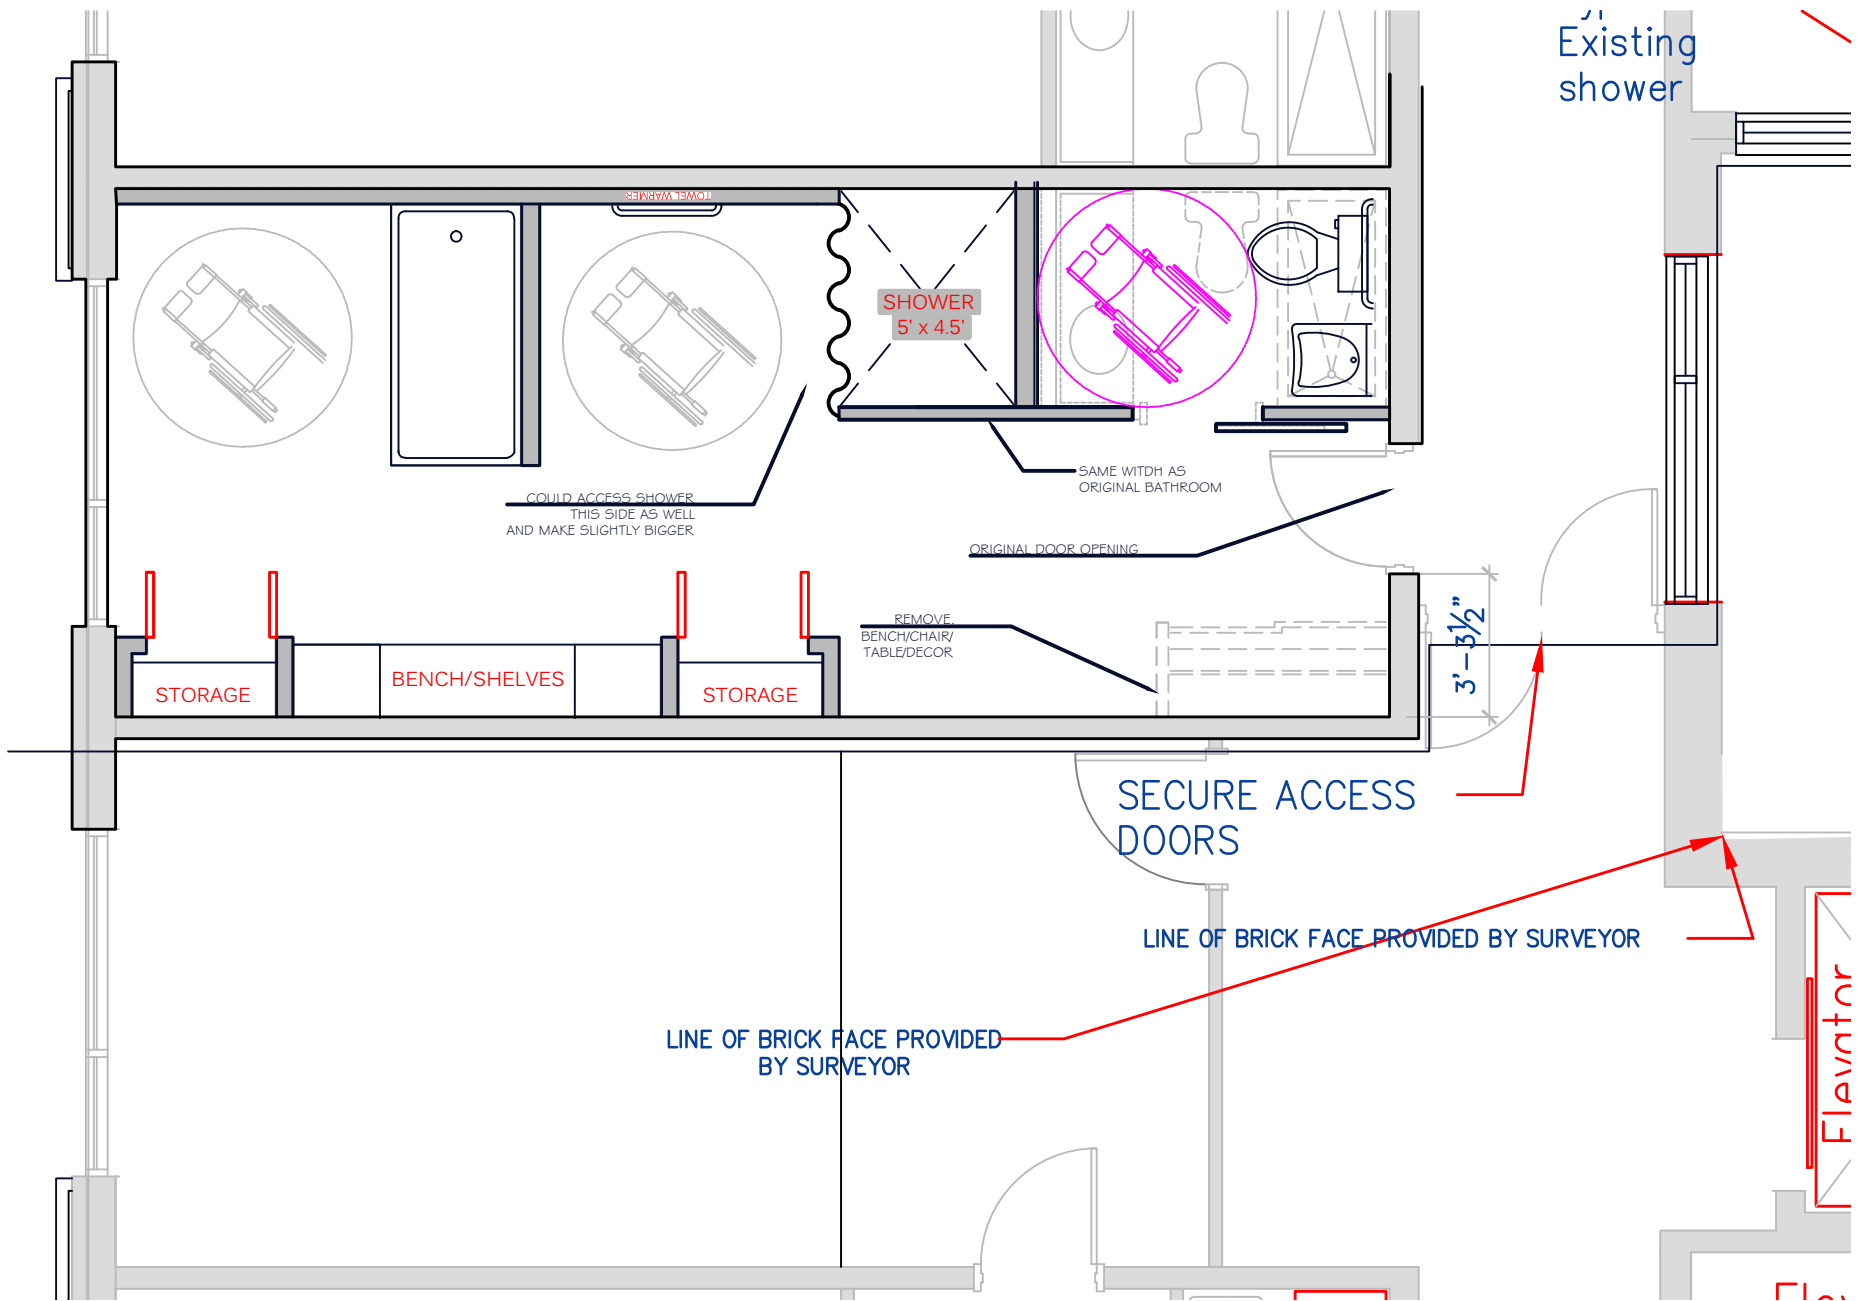 Existing
shower
TOWEL WARMER
SHOWER
5' x 4.5'
SAME WITDH AS
ORIGINAL BATHROOM
COULD ACCESS SHOWER
THIS SIDE AS WELL
AND MAKE SLIGHTLY BIGGER
ORIGINAL DOOR OPENING
REMOVE,
BENCH/CHAIR/
TABLE/DECOR
3'-3½"
STORAGE
BENCH/SHELVES
STORAGE
SECURE ACCESS
DOORS
LINE OF BRICK FACE PROVIDED BY SURVEYOR
LINE OF BRICK FACE PROVIDED
BY SURVEYOR
Elevator